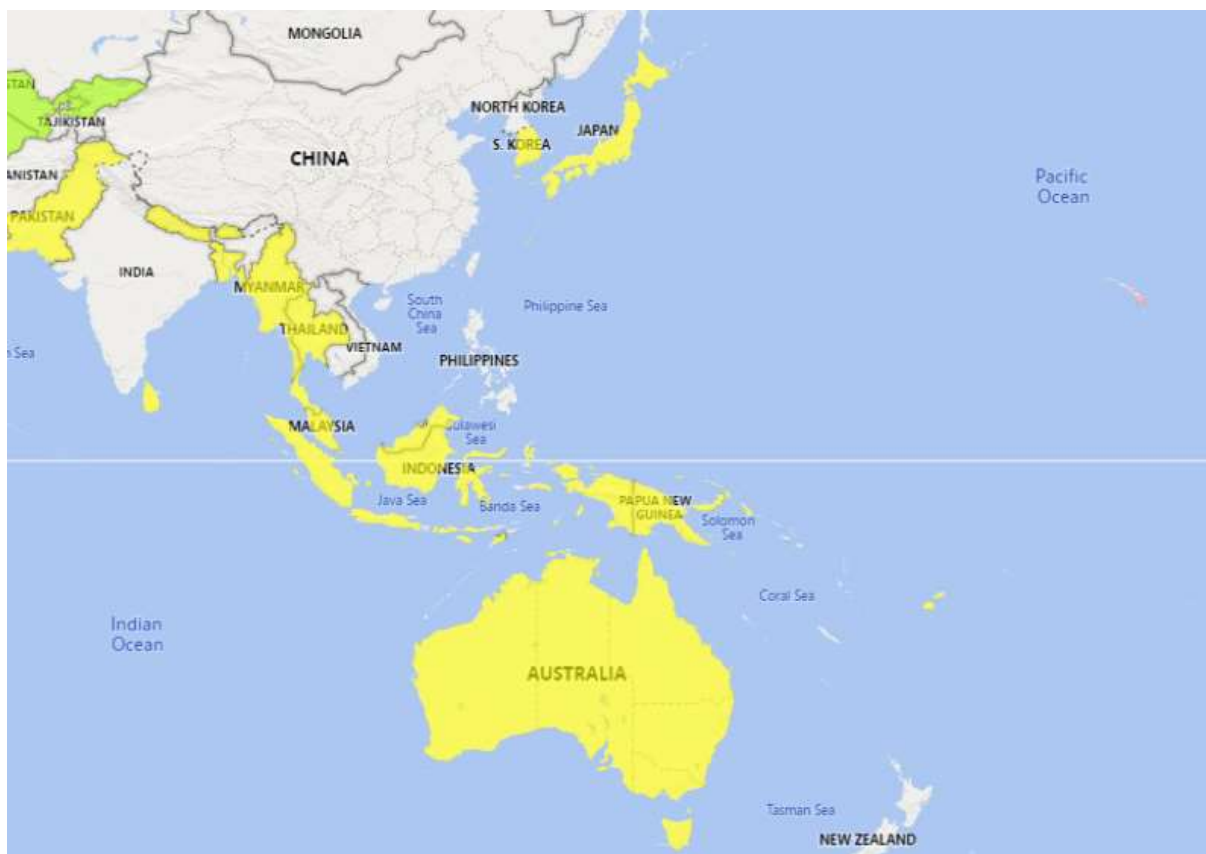 MONGOLIA
STAN
TAJIKISTAN
NORTH KOREA
S. KOREA
JAPAN
CHINA
ANISTAN
PAKISTAN
Pacific
Ocean
INDIA
MYANMAR
South
China
Sea
Philippine Sea
THAILAND
VIETNAM
n Sea
PHILIPPINES
MALAYSIA
Sulawesi
Sea
INDONESIA
Java Sea
Banda Sea
PAPUA NEW
GUINEA
Solomon
Sea
Coral Sea
Indian
Ocean
AUSTRALIA
Tasman Sea
NEW ZEALAND